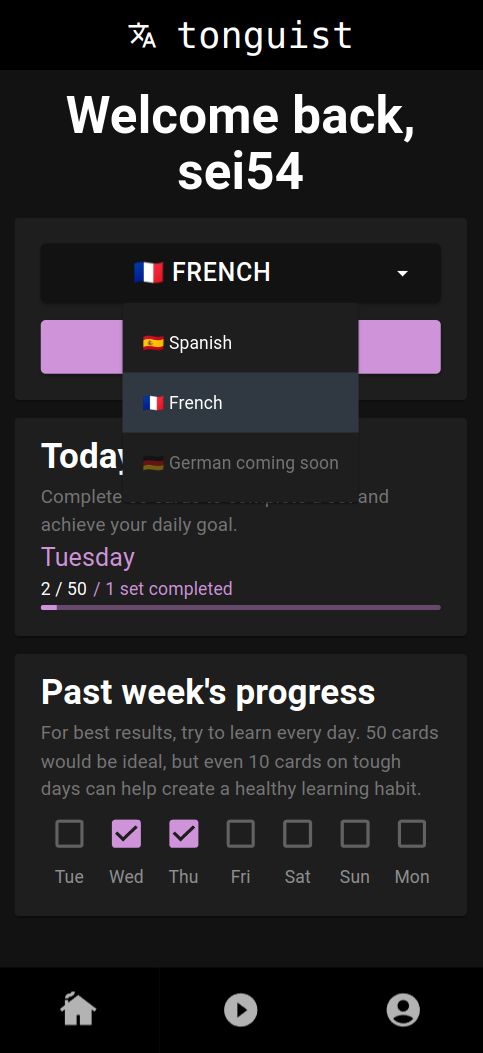 tonguist
Welcome back,
sei54
FRENCH
Spanish
French
German coming soon
Today
Complete and
achieve your daily goal.
Tuesday
2 / 50 / 1 set completed
Past week's progress
For best results, try to learn every day. 50 cards
would be ideal, but even 10 cards on tough
days can help create a healthy learning habit.
Tue Wed Thu Fri Sat Sun Mon